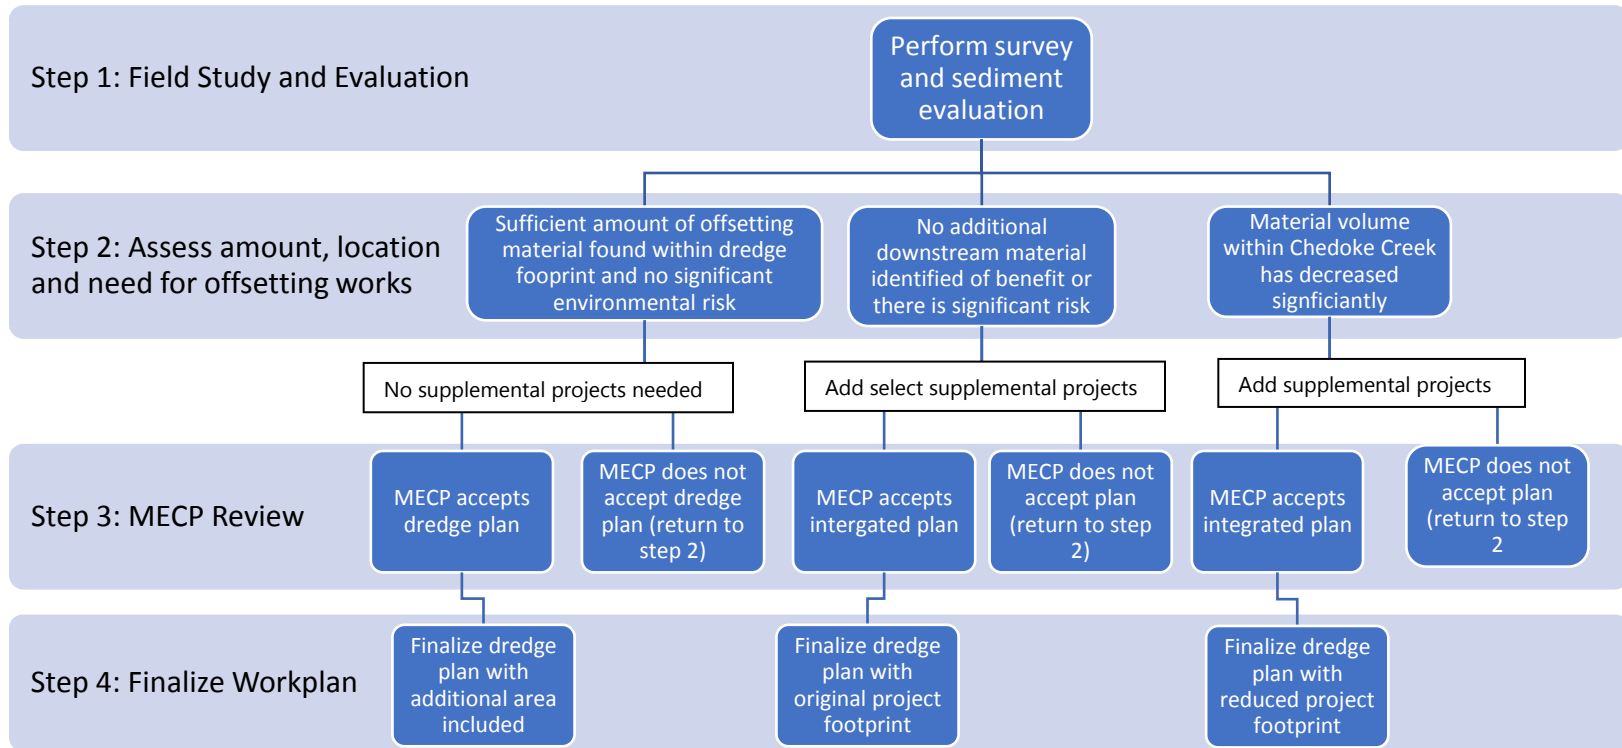 Step 1: Field Study and Evaluation
Perform survey
and sediment
evaluation
Step 2: Assess amount, location
and need for offsetting works
Sufficient amount of offsetting
material found within dredge
fooprint and no significant
environmental risk
No additional
downstream material
identified of benefit or
there is significant risk
Material volume
within Chedoke Creek
has decreased
signficiantly
No supplemental projects needed
Add select supplemental projects
Add supplemental projects
Step 3: MECP Review
MECP accepts
dredge plan
MECP does not
accept dredge
plan (return to
step 2)
MECP accepts
intergated plan
MECP does not
accept plan
(return to step
2)
MECP accepts
integrated plan
MECP does not
accept plan
(return to step
2
Step 4: Finalize Workplan
Finalize dredge
plan with
additional area
included
Finalize dredge
plan with
original project
footprint
Finalize dredge
plan with
reduced project
footprint